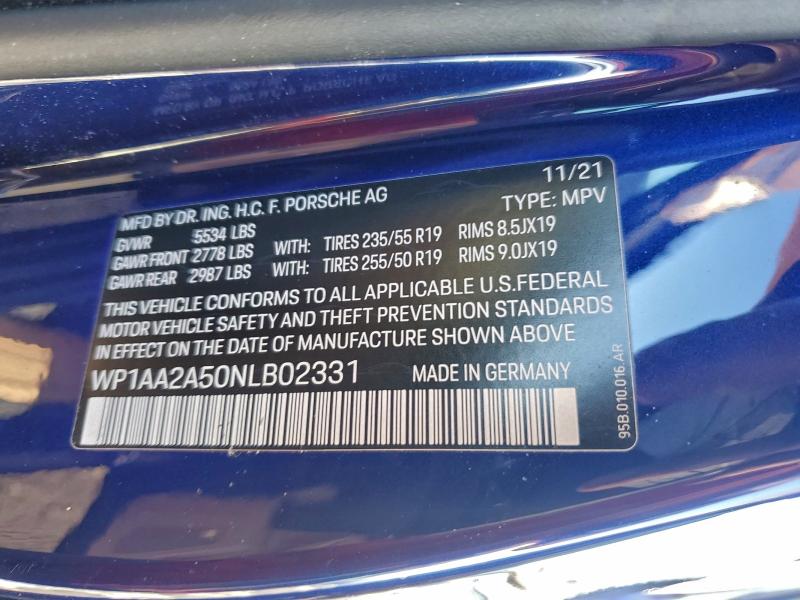 11/21
MFD BY DR. ING. H.C. F. PORSCHE AG TYPE: MPV
GVWR 5534 LBS
GAWR FRONT 2778 LBS WITH: TIRES 235/55 R19 RIMS 8.5JX19
GAWR REAR 2987 LBS WITH: TIRES 255/50 R19 RIMS 9.0JX19
THIS VEHICLE CONFORMS TO ALL APPLICABLE U.S.FEDERAL
MOTOR VEHICLE SAFETY AND THEFT PREVENTION STANDARDS
IN EFFECT ON THE DATE OF MANUFACTURE SHOWN ABOVE
WP1AA2A50NLB02331 MADE IN GERMANY
95B.010.016.AR